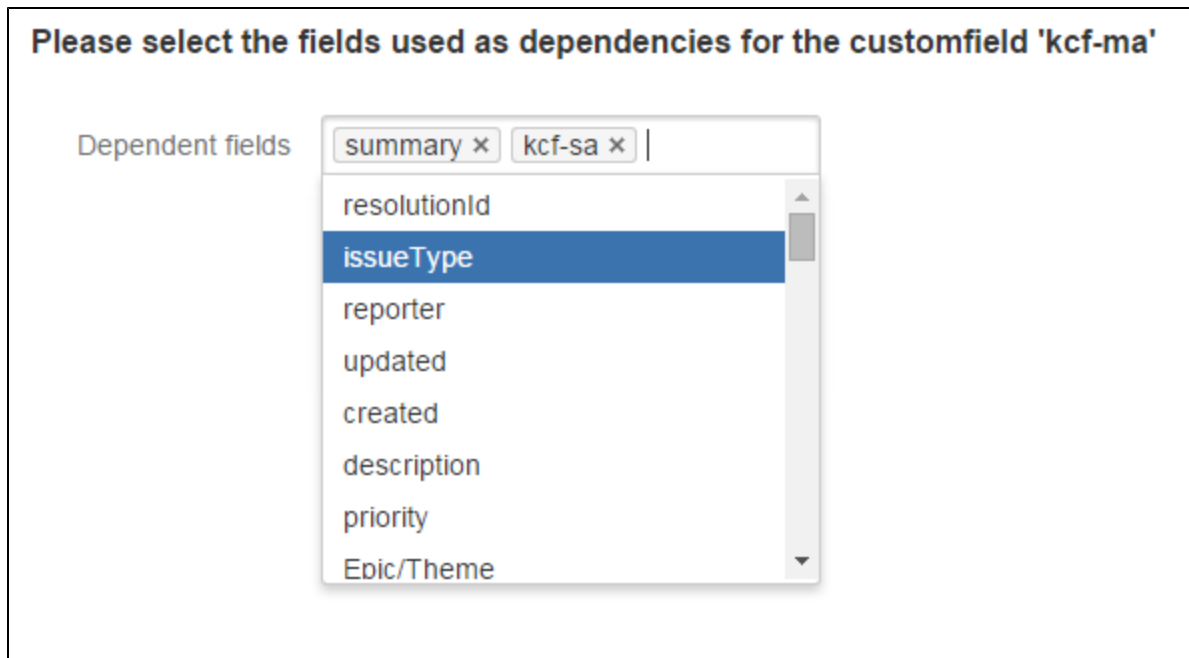 Please select the fields used as dependencies for the customfield 'kcf-ma'
Dependent fields summary × kcf-sa ×
resolutionId
issueType
reporter
updated
created
description
priority
Epic/Theme